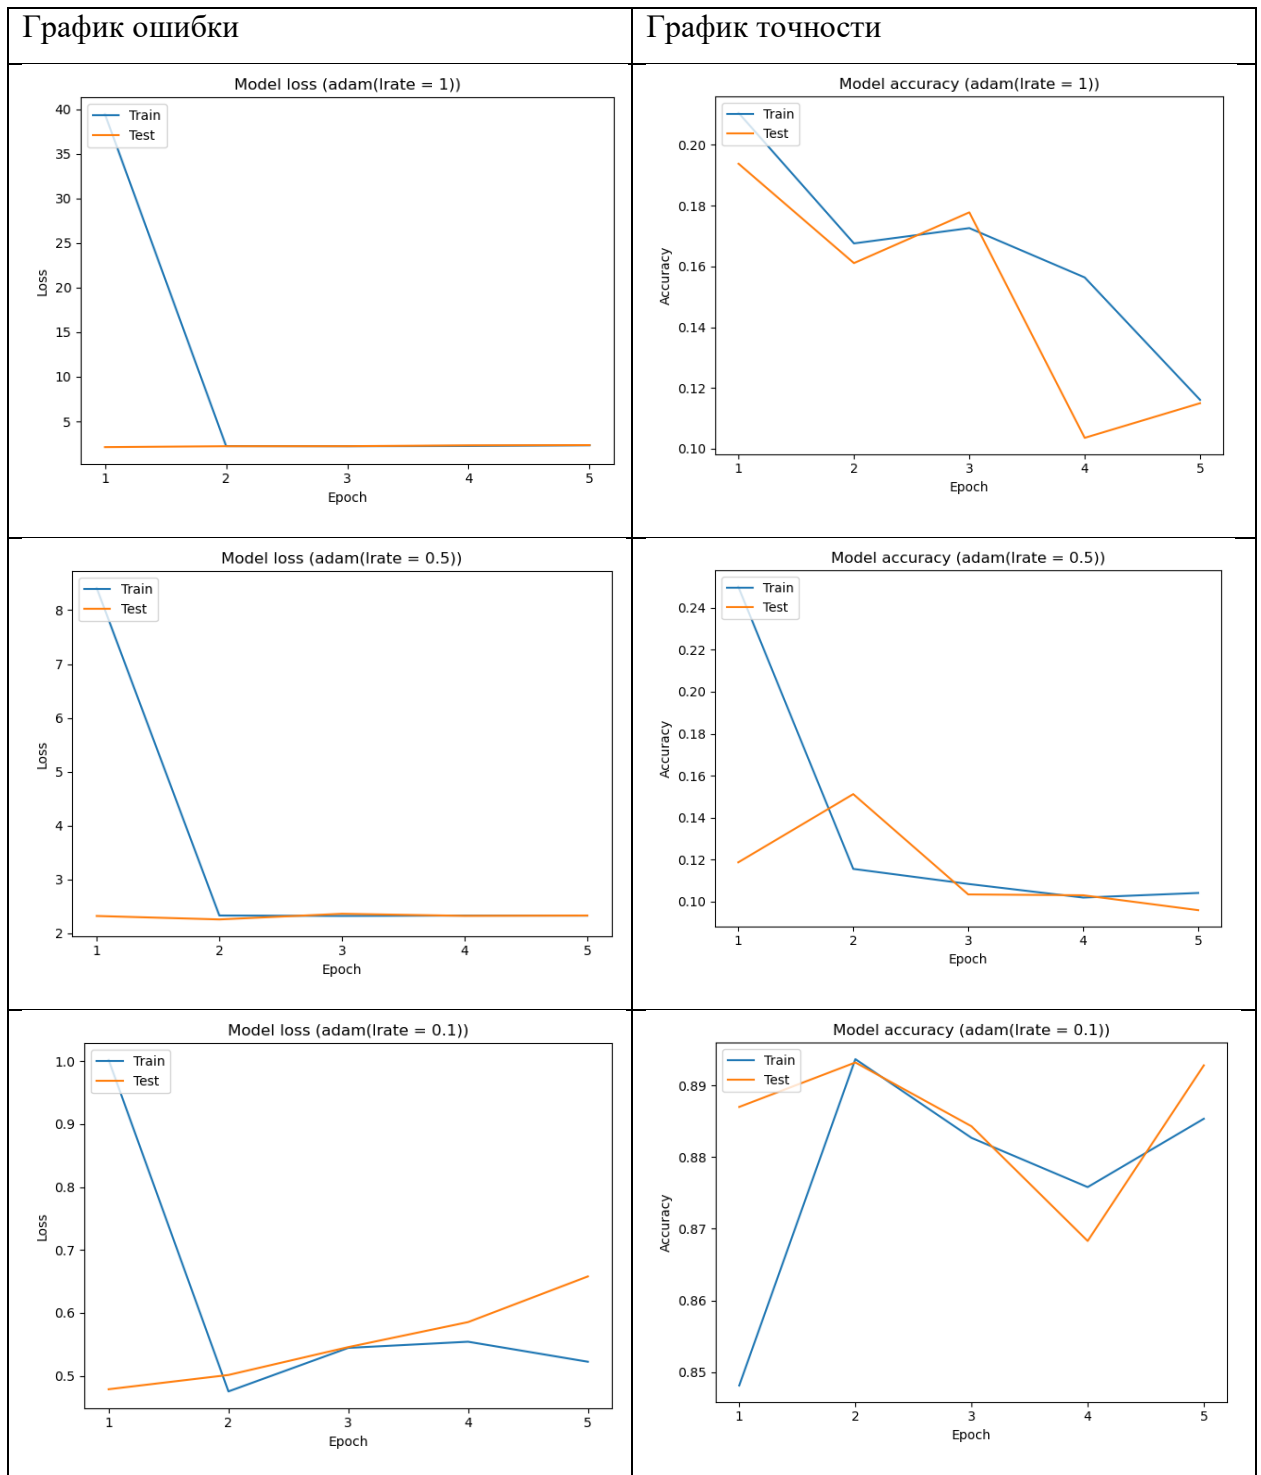 График ошибки
График точности
Model loss (adam(lrate = 1))
Train
Test
40
35
30
25
20
15
10
5
Loss
1 2 3 4 5
Epoch
Model accuracy (adam(lrate = 1))
Train
Test
0.20
0.18
0.16
0.14
0.12
0.10
Accuracy
1 2 3 4 5
Epoch
Model loss (adam(lrate = 0.5))
Train
Test
8
7
6
5
4
3
2
Loss
1 2 3 4 5
Epoch
Model accuracy (adam(lrate = 0.5))
Train
Test
0.24
0.22
0.20
0.18
0.16
0.14
0.12
0.10
Accuracy
1 2 3 4 5
Epoch
Model loss (adam(lrate = 0.1))
Train
Test
1.0
0.9
0.8
0.7
0.6
0.5
Loss
1 2 3 4 5
Epoch
Model accuracy (adam(lrate = 0.1))
Train
Test
0.89
0.88
0.87
0.86
0.85
Accuracy
1 2 3 4 5
Epoch